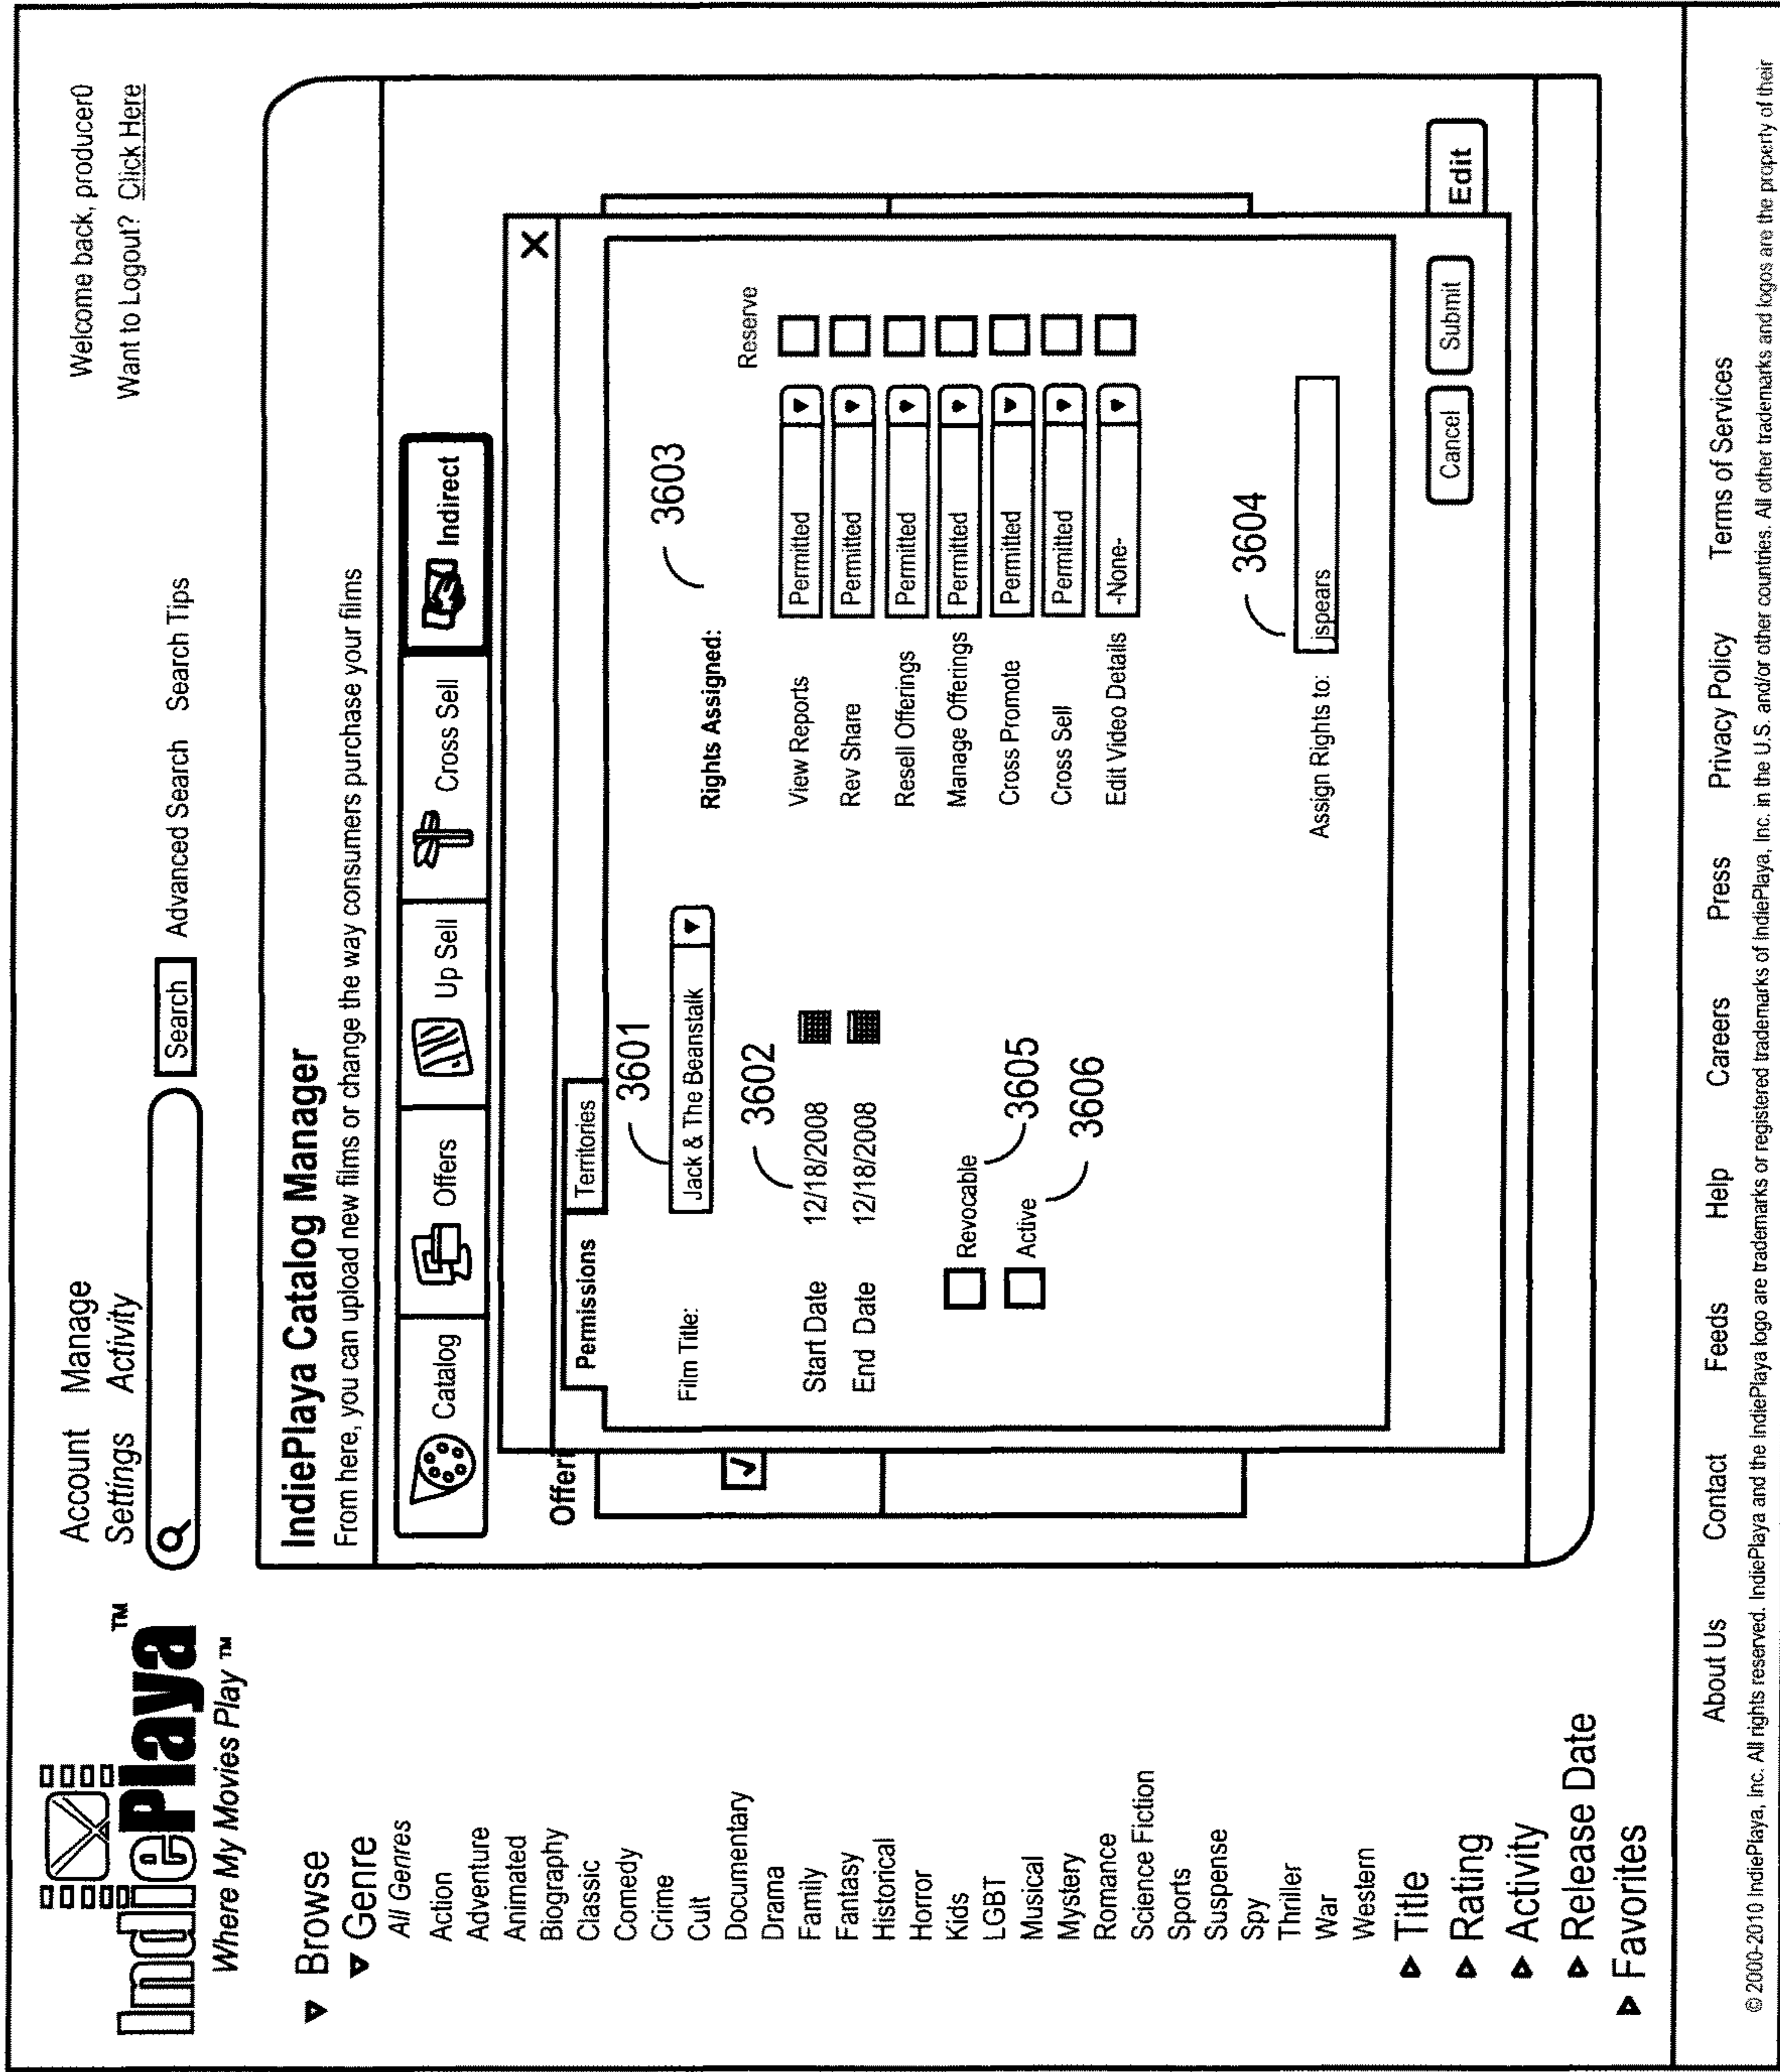 IndiePlaya™
Where My Movies Play ™
Account Settings
Manage Activity
Welcome back, producer0
Want to Logout? Click Here
Search
Advanced Search
Search Tips
Browse
Genre
All Genres
Action
Adventure
Animated
Biography
Classic
Comedy
Crime
Cult
Documentary
Drama
Family
Fantasy
Historical
Horror
Kids
LGBT
Musical
Mystery
Romance
Science Fiction
Sports
Suspense
Spy
Thriller
War
Western
Title
Rating
Activity
Release Date
Favorites
IndiePlaya Catalog Manager
From here, you can upload new films or change the way consumers purchase your films
Catalog
Offers
Up Sell
Cross Sell
Indirect
Offeri
X
Permissions
Territories
3601
Film Title:
Jack & The Beanstalk
3602
Start Date 12/18/2008
End Date 12/18/2008
Revocable
3605
Active
3606
3603
Rights Assigned:
Reserve
View Reports Permitted
Rev Share Permitted
Resell Offerings Permitted
Manage Offerings Permitted
Cross Promote Permitted
Cross Sell Permitted
Edit Video Details -None-
3604
Assign Rights to: jspears
Cancel
Submit
Edit
About Us
Contact
Feeds
Help
Careers
Press
Privacy Policy
Terms of Services
© 2000-2010 IndiePlaya, Inc. All rights reserved. IndiePlaya and the IndiePlaya logo are trademarks or registered trademarks of IndiePlaya, Inc. in the U.S. and/or other countries. All other trademarks and logos are the property of their